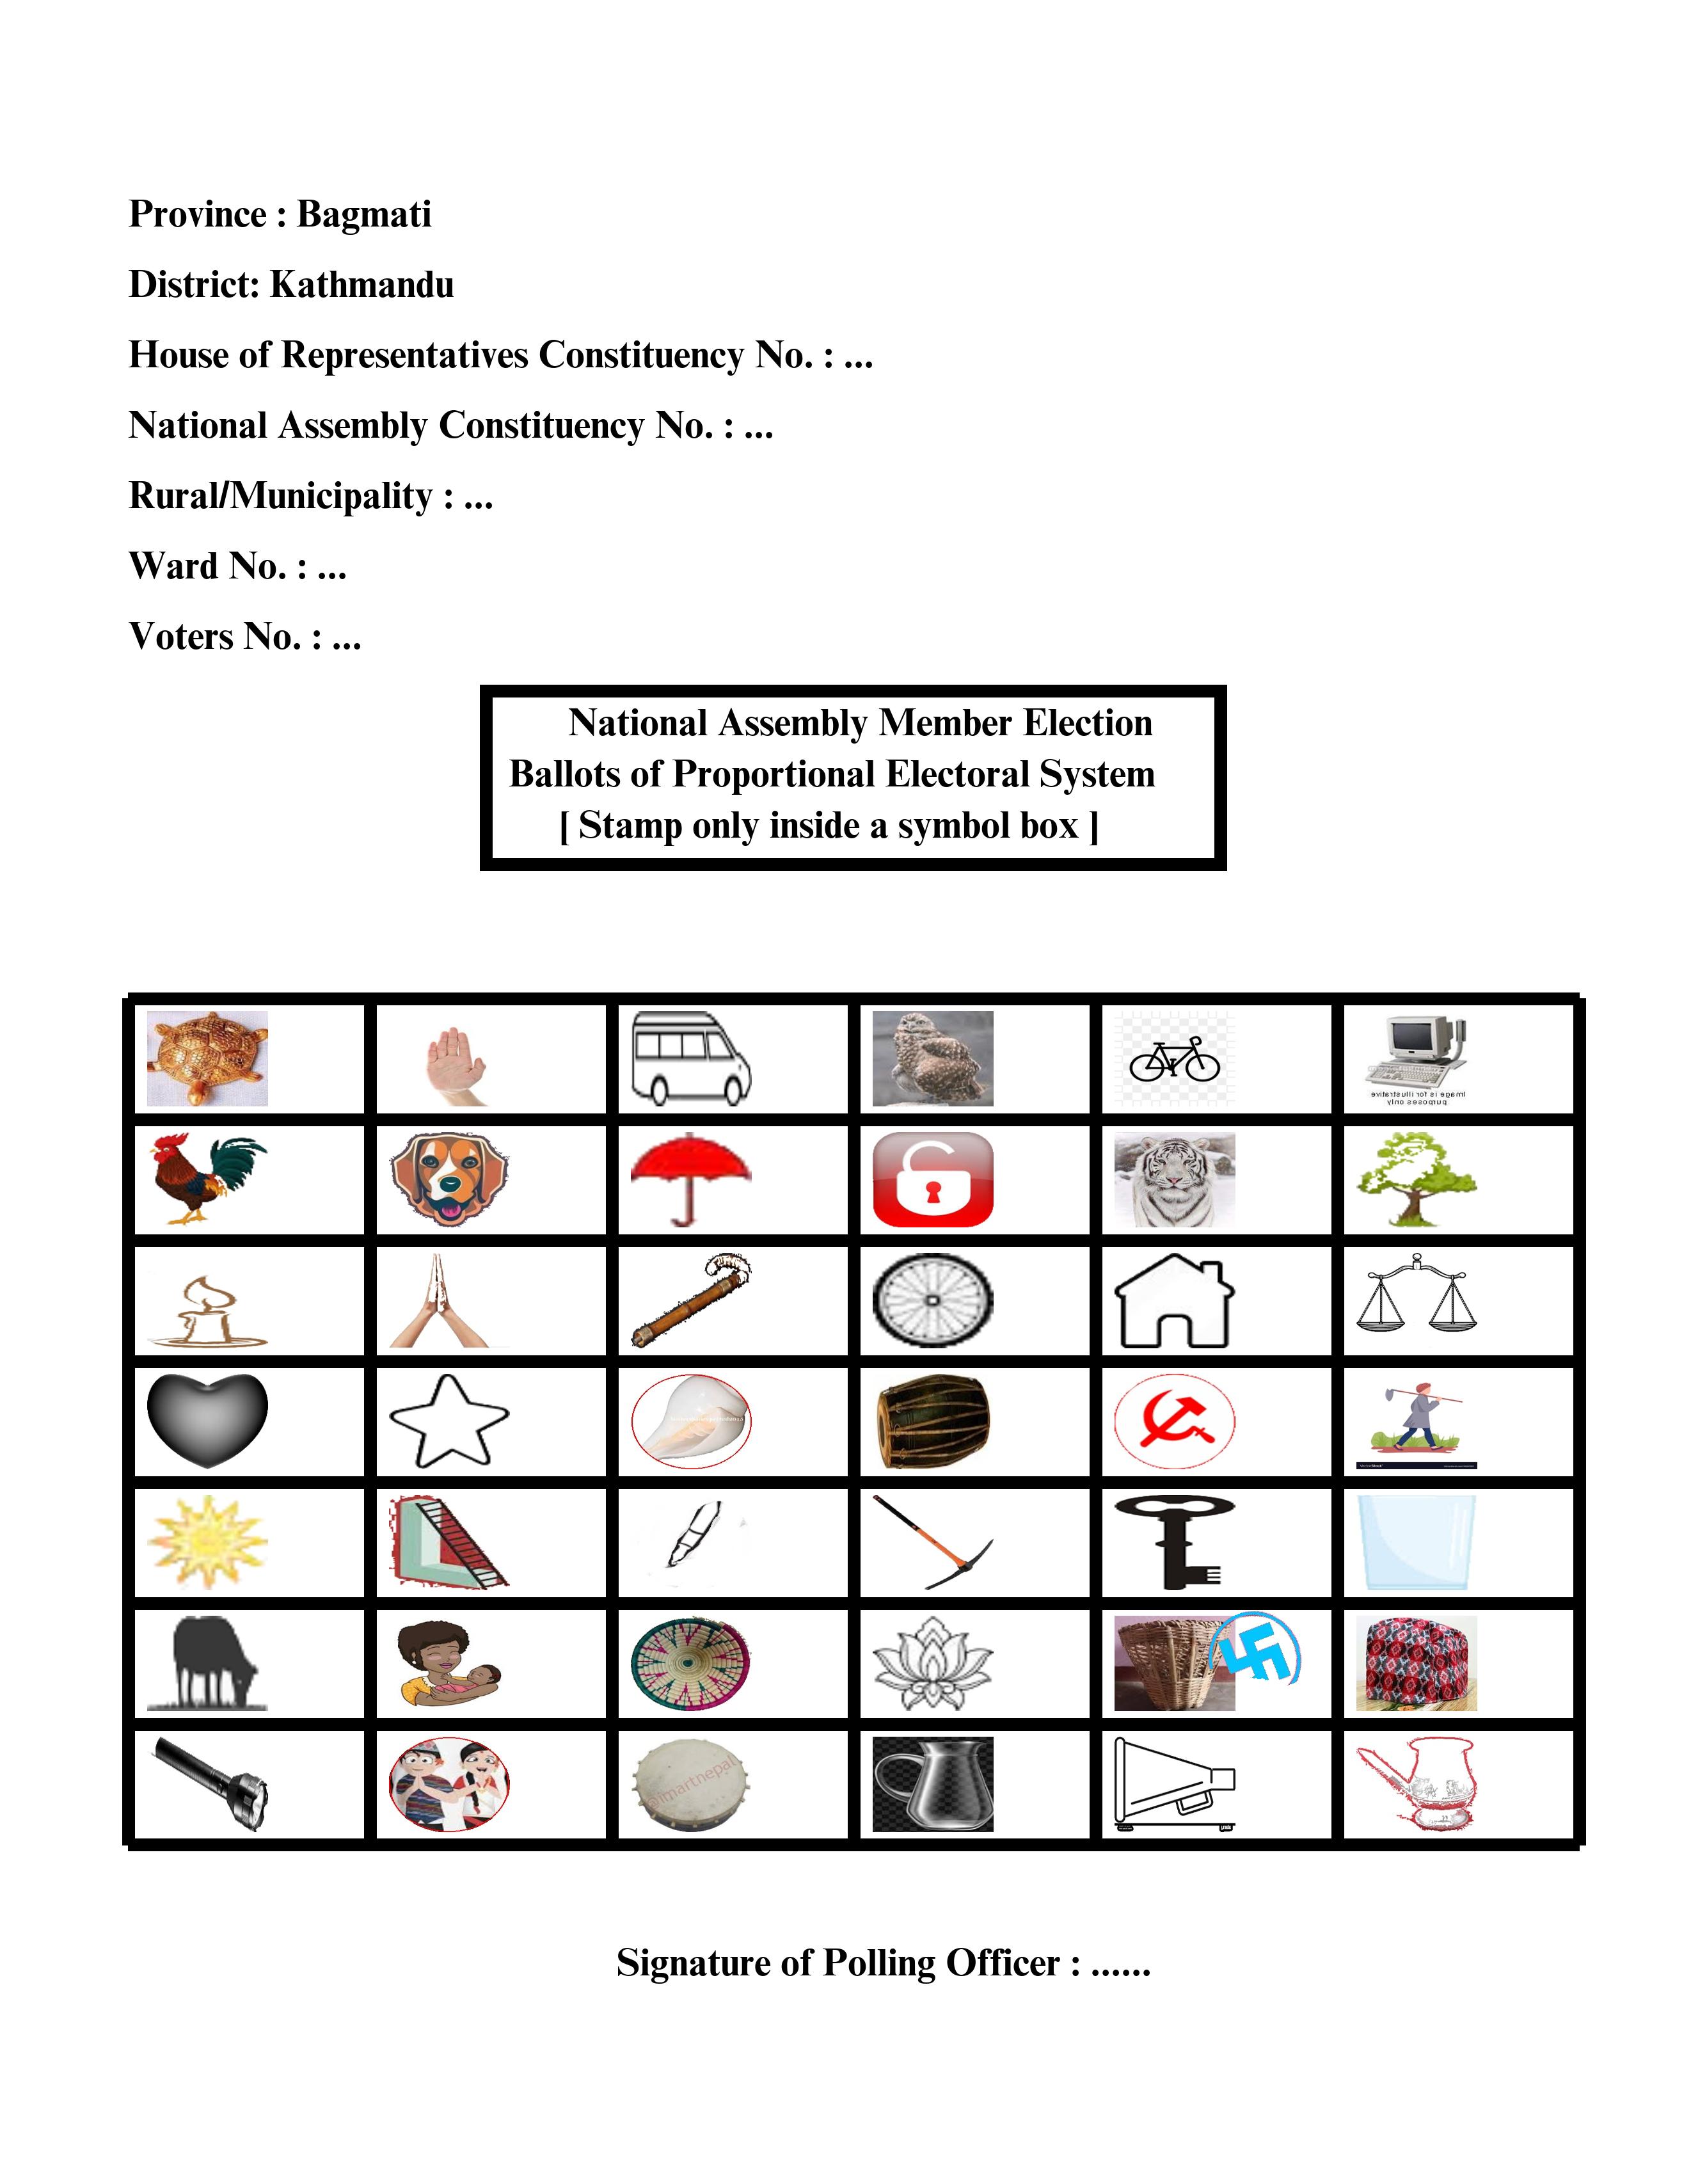 Province : Bagmati
District: Kathmandu
House of Representatives Constituency No. : ...
National Assembly Constituency No. : ...
Rural/Municipality : ...
Ward No. : ...
Voters No. : ...
National Assembly Member Election
Ballots of Proportional Electoral System
[ Stamp only inside a symbol box ]
Image is for illustrative
purposes only
imartnepal
Signature of Polling Officer : ......